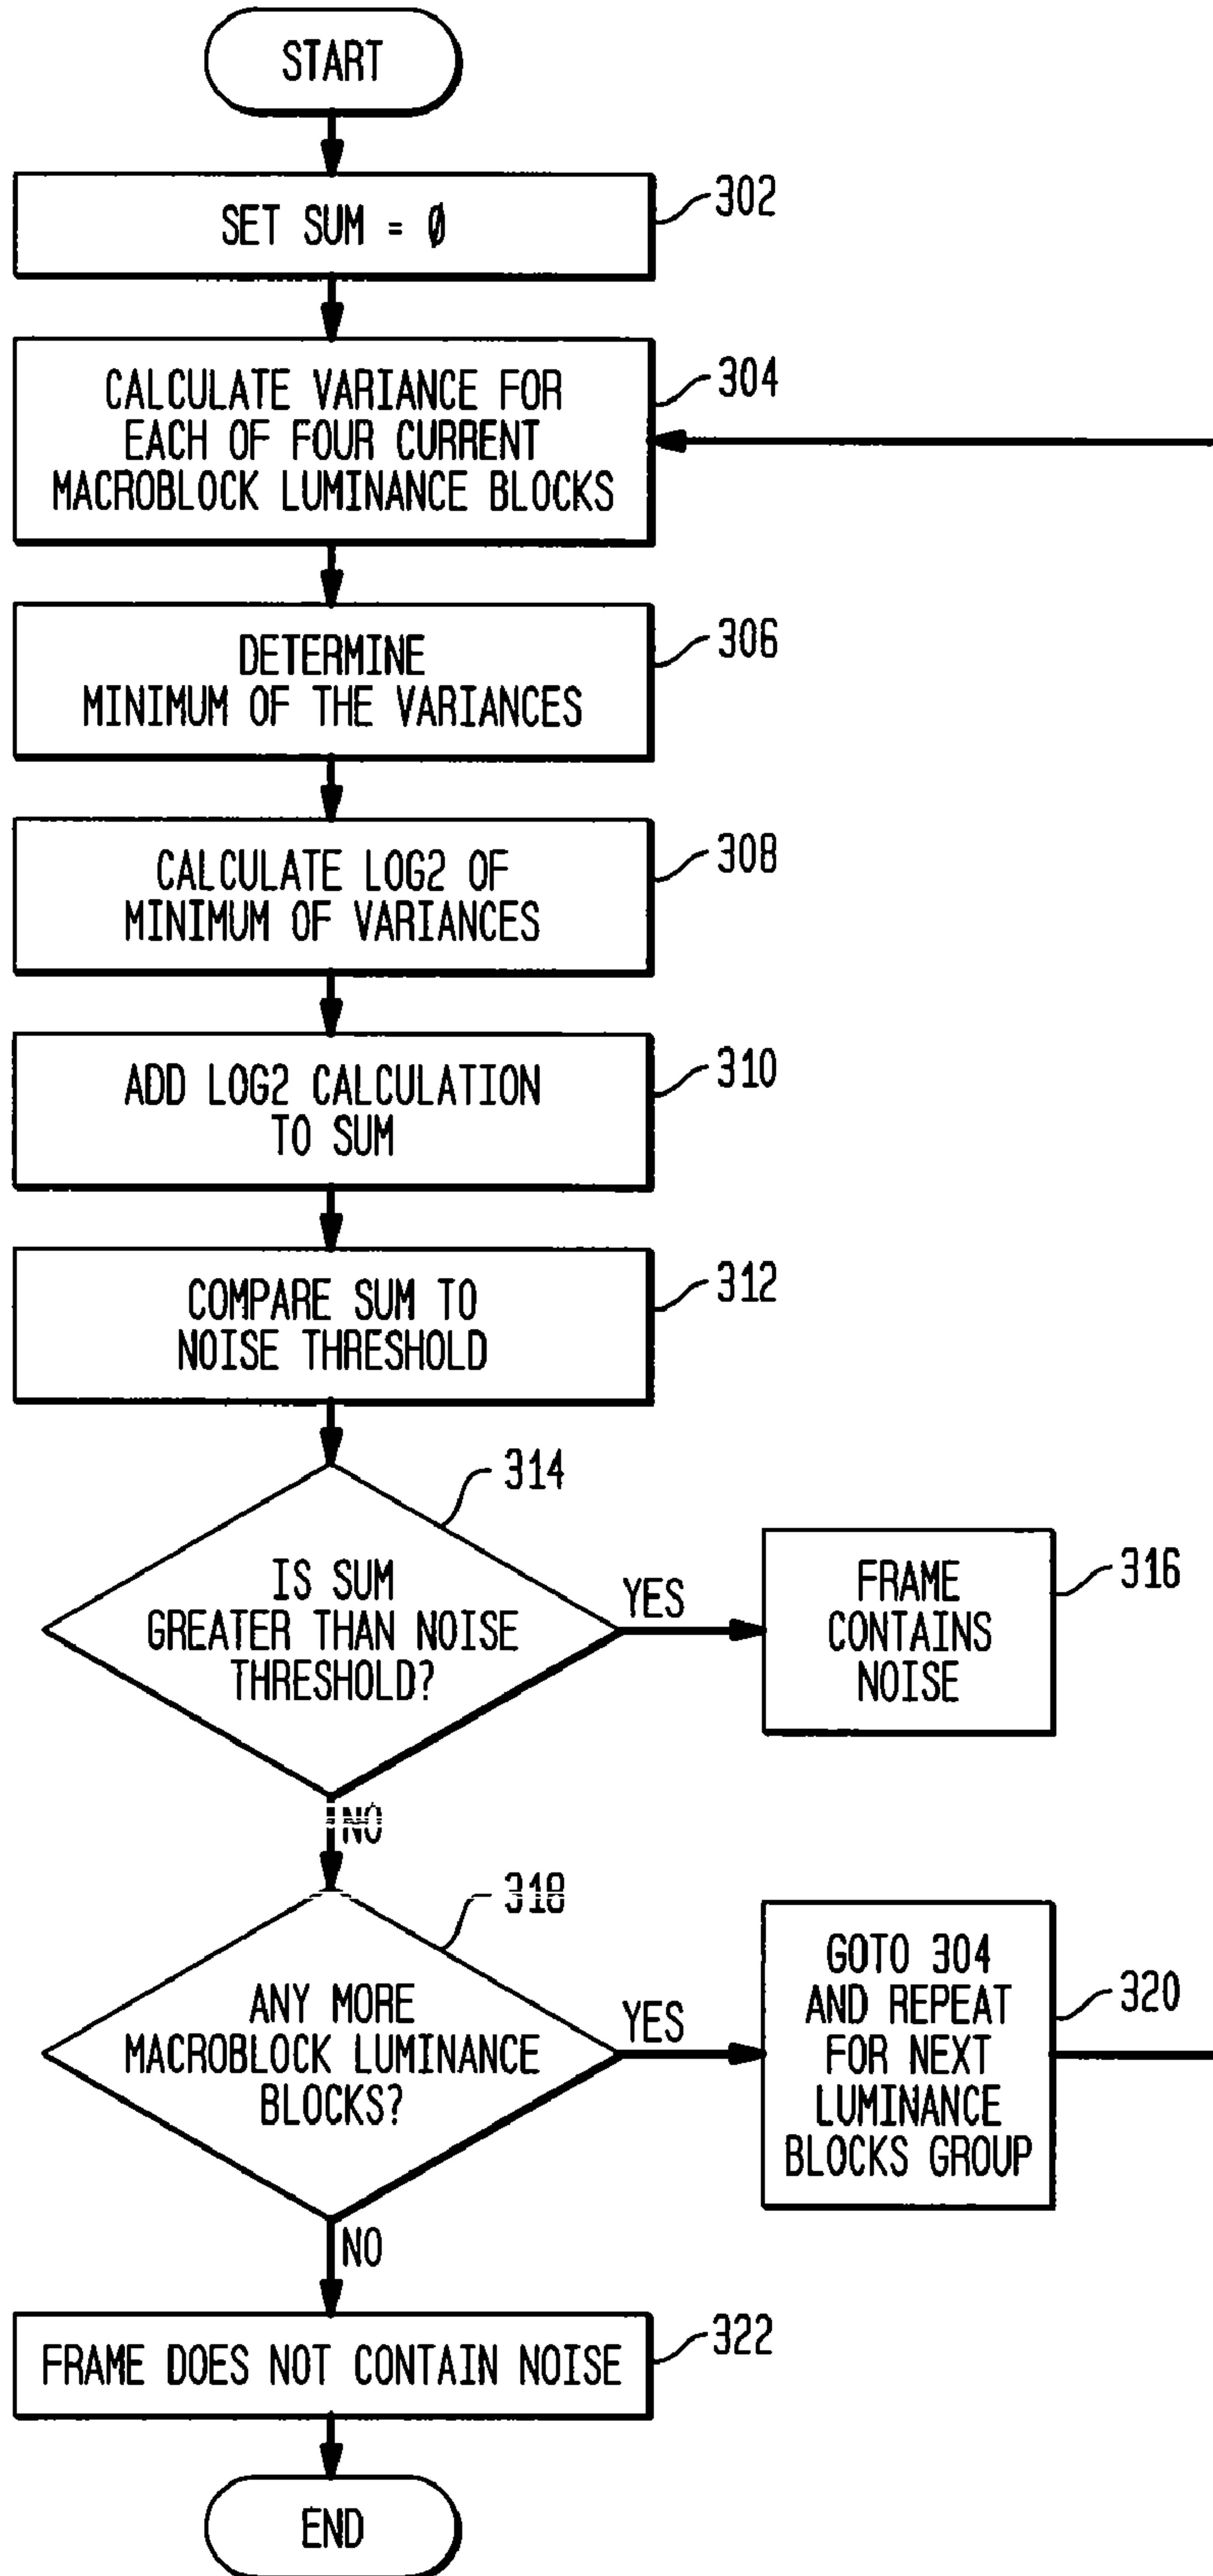 START
SET SUM = Ø
302
CALCULATE VARIANCE FOR
EACH OF FOUR CURRENT
MACROBLOCK LUMINANCE BLOCKS
304
DETERMINE
MINIMUM OF THE VARIANCES
306
CALCULATE LOG2 OF
MINIMUM OF VARIANCES
308
ADD LOG2 CALCULATION
TO SUM
310
COMPARE SUM TO
NOISE THRESHOLD
312
IS SUM
GREATER THAN NOISE
THRESHOLD?
314
YES
FRAME
CONTAINS
NOISE
316
NO
ANY MORE
MACROBLOCK LUMINANCE
BLOCKS?
318
YES
GOTO 304
AND REPEAT
FOR NEXT
LUMINANCE
BLOCKS GROUP
320
NO
FRAME DOES NOT CONTAIN NOISE
322
END